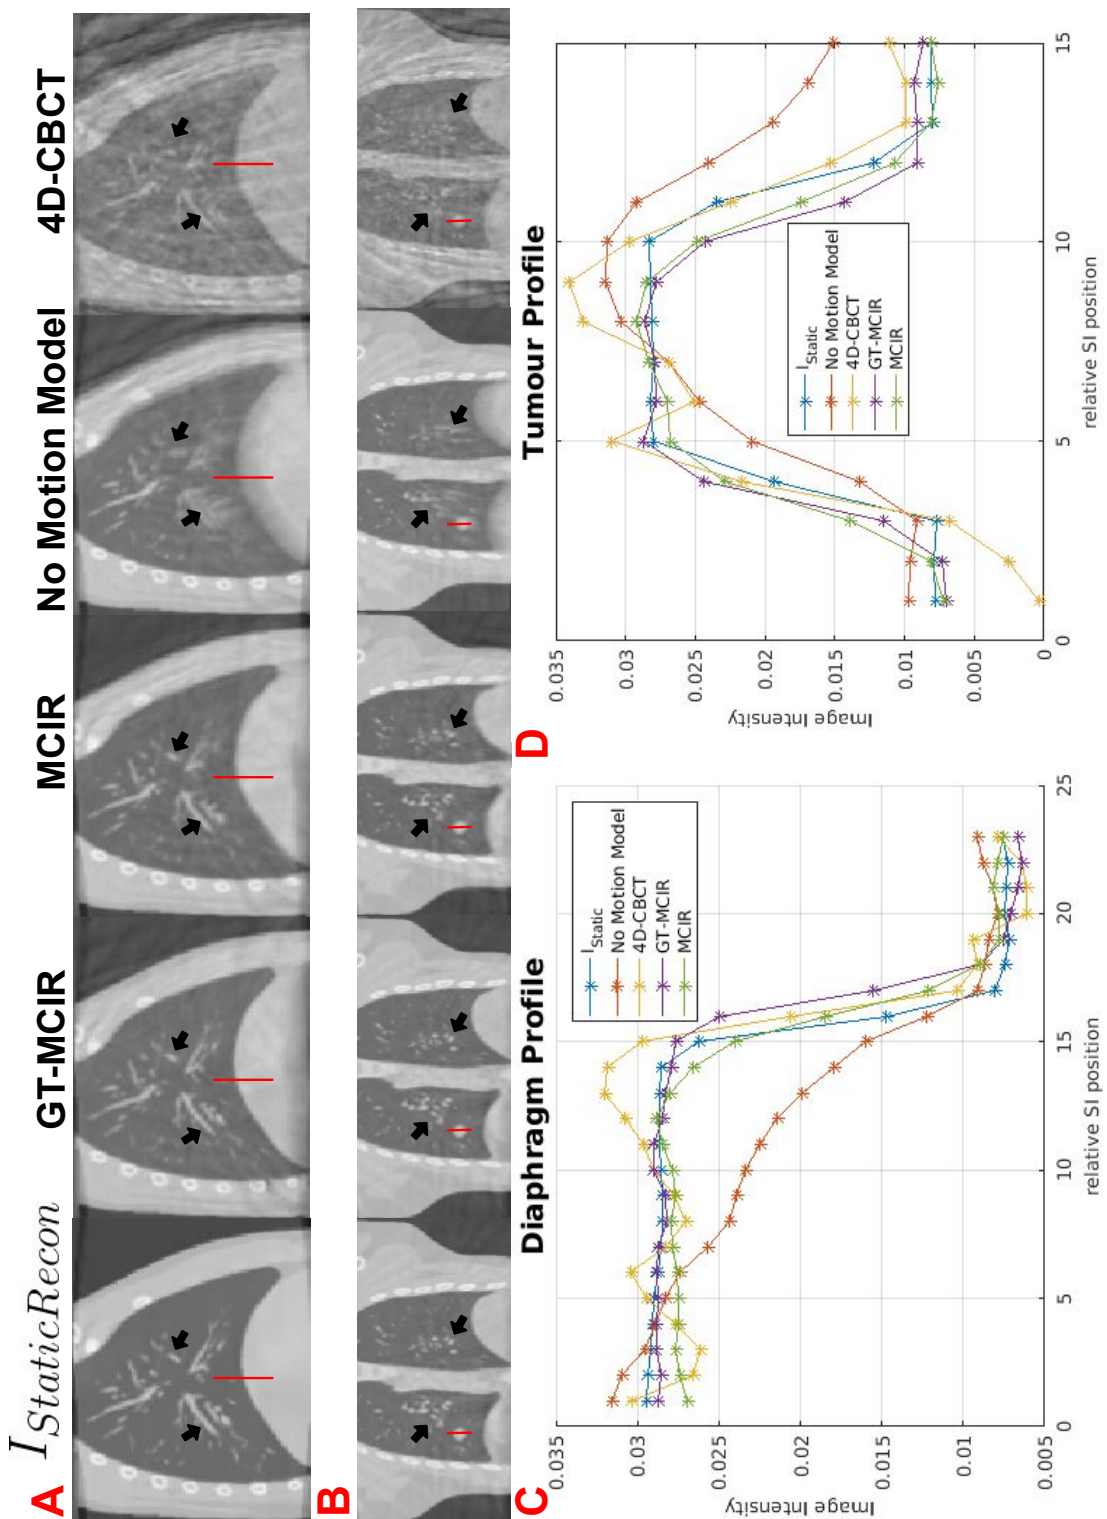 A
I_StaticRecon
GT-MCIR
MCIR
No Motion Model
4D-CBCT
B
C
Diaphragm Profile
0.035
0.03
0.025
0.02
0.015
0.01
0.005
Image Intensity
0
5
10
15
20
25
relative SI position
I_Static
No Motion Model
4D-CBCT
GT-MCIR
MCIR
D
Tumour Profile
0.035
0.03
0.025
0.02
0.015
0.01
0.005
0
Image Intensity
0
5
10
15
relative SI position
I_Static
No Motion Model
4D-CBCT
GT-MCIR
MCIR